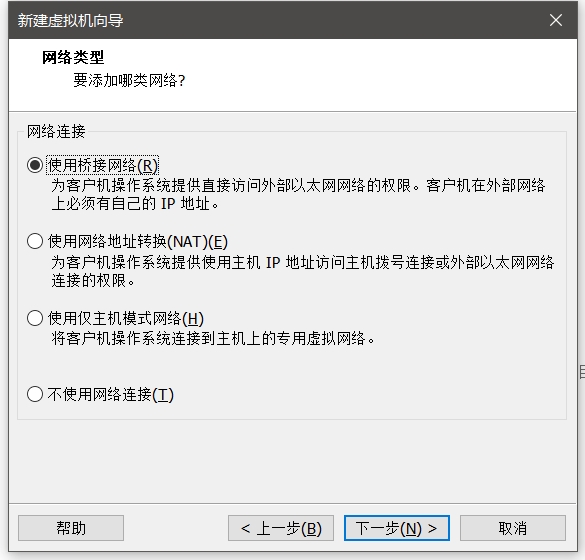 新建虚拟机向导
网络类型
要添加哪类网络?
网络连接
使用桥接网络(R)
为客户机操作系统提供直接访问外部以太网网络的权限。客户机在外部网络
上必须有自己的 IP 地址。
使用网络地址转换(NAT)(E)
为客户机操作系统提供使用主机 IP 地址访问主机拨号连接或外部以太网网络
连接的权限。
使用仅主机模式网络(H)
将客户机操作系统连接到主机上的专用虚拟网络。
不使用网络连接(T)
帮助
< 上一步(B)
下一步(N) >
取消